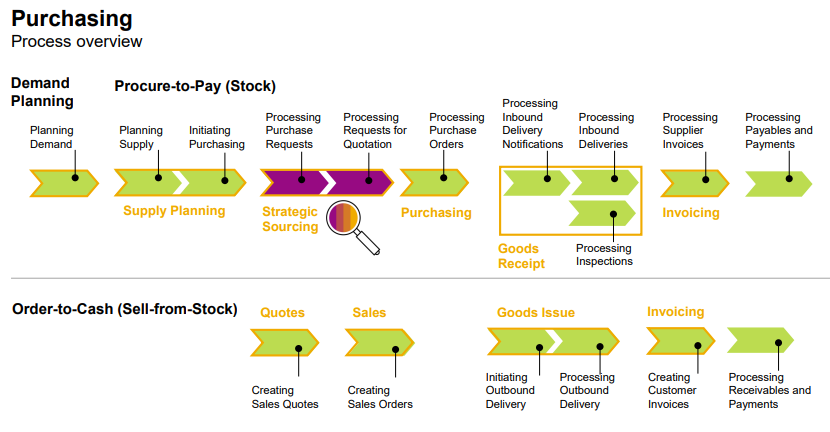 Purchasing
Process overview
Demand
Planning
Procure-to-Pay (Stock)
Planning
Demand
Planning
Supply
Initiating
Purchasing
Processing
Purchase
Requests
Processing
Requests for
Quotation
Processing
Purchase
Orders
Processing
Inbound
Delivery
Notifications
Processing
Inbound
Deliveries
Processing
Supplier
Invoices
Processing
Payables and
Payments
Supply Planning
Strategic
Sourcing
Purchasing
Goods
Receipt
Processing
Inspections
Invoicing
Order-to-Cash (Sell-from-Stock)
Quotes
Sales
Goods Issue
Invoicing
Creating
Sales Quotes
Creating
Sales Orders
Initiating
Outbound
Delivery
Processing
Outbound
Delivery
Creating
Customer
Invoices
Processing
Receivables and
Payments